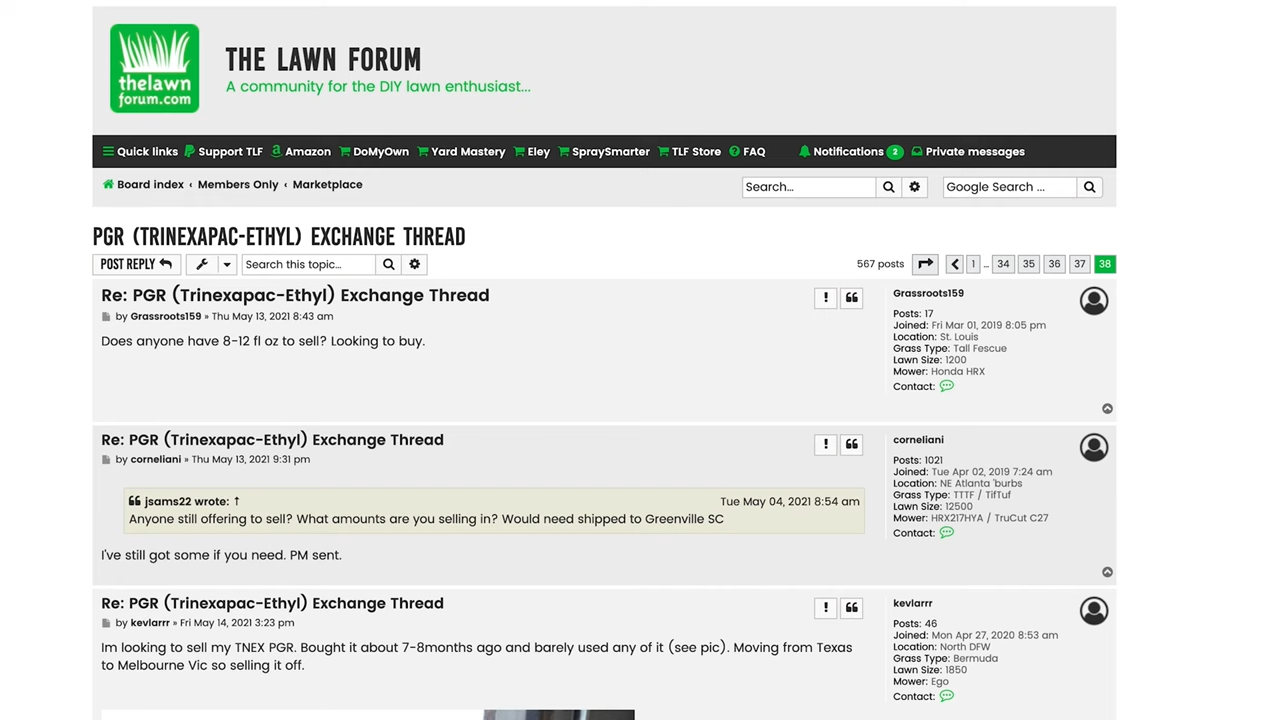 thelawn
forum.com
THE LAWN FORUM
A community for the DIY lawn enthusiast...
Quick links Support TLF Amazon DoMyOwn Yard Mastery Eley SpraySmarter TLF Store FAQ Notifications 2 Private messages
Board index ‹ Members Only ‹ Marketplace
Search... Google Search ...
PGR (TRINEXAPAC-ETHYL) EXCHANGE THREAD
POST REPLY Search this topic... 567 posts 1 ... 34 35 36 37 38
Re: PGR (Trinexapac-Ethyl) Exchange Thread
by Grassroots159 » Thu May 13, 2021 8:43 am
Does anyone have 8-12 fl oz to sell? Looking to buy.
Grassroots159
Posts: 17
Joined: Fri Mar 01, 2019 8:05 pm
Location: St. Louis
Grass Type: Tall Fescue
Lawn Size: 1200
Mower: Honda HRX
Contact:
Re: PGR (Trinexapac-Ethyl) Exchange Thread
by corneliani » Thu May 13, 2021 9:31 pm
jsams22 wrote: ↑ Tue May 04, 2021 8:54 am
Anyone still offering to sell? What amounts are you selling in? Would need shipped to Greenville SC
I've still got some if you need. PM sent.
corneliani
Posts: 1021
Joined: Tue Apr 02, 2019 7:24 am
Location: NE Atlanta 'burbs
Grass Type: TTTF / TifTuf
Lawn Size: 12500
Mower: HRX217HYA / TruCut C27
Contact:
Re: PGR (Trinexapac-Ethyl) Exchange Thread
by kevlarrr » Fri May 14, 2021 3:23 pm
Im looking to sell my TNEX PGR. Bought it about 7-8months ago and barely used any of it (see pic). Moving from Texas
to Melbourne Vic so selling it off.
kevlarrr
Posts: 46
Joined: Mon Apr 27, 2020 8:53 am
Location: North DFW
Grass Type: Bermuda
Lawn Size: 1850
Mower: Ego
Contact: